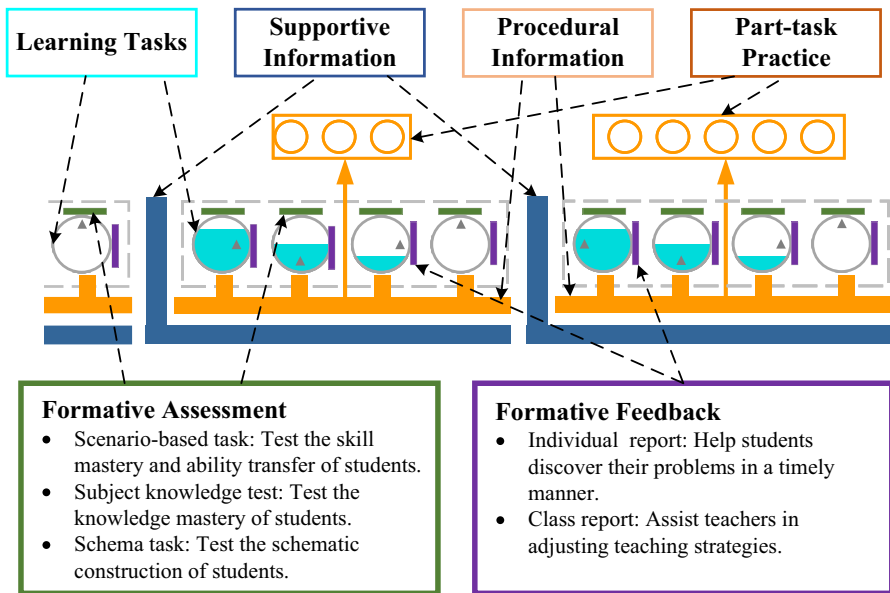 Learning Tasks
Supportive
Information
Procedural
Information
Part-task
Practice
Formative Assessment
• Scenario-based task: Test the skill
mastery and ability transfer of students.
• Subject knowledge test: Test the
knowledge mastery of students.
• Schema task: Test the schematic
construction of students.
Formative Feedback
• Individual report: Help students
discover their problems in a timely
manner.
• Class report: Assist teachers in
adjusting teaching strategies.